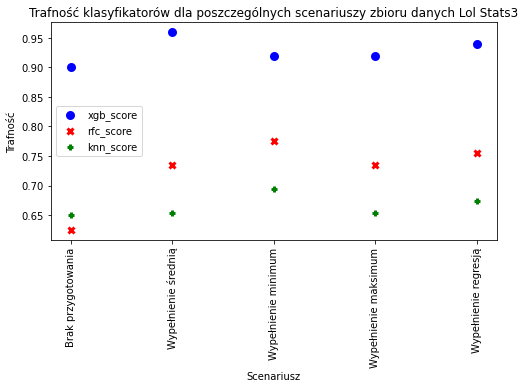 Trafność klasyfikatorów dla poszczególnych scenariuszy zbioru danych Lol Stats3
0.95
0.90
0.85
0.80
0.75
0.70
0.65
Trafność
xgb_score
rfc_score
knn_score
Brak przygotowania
Wypełnienie średnią
Wypełnienie minimum
Wypełnienie maksimum
Wypełnienie regresją
Scenariusz